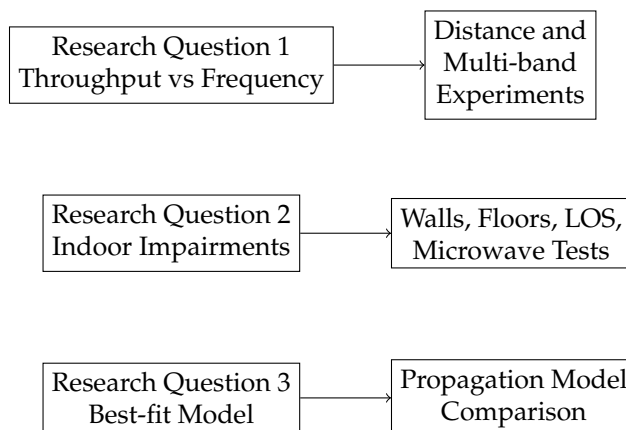 Research Question 1
Throughput vs Frequency
Distance and
Multi-band
Experiments
Research Question 2
Indoor Impairments
Walls, Floors, LOS,
Microwave Tests
Research Question 3
Best-fit Model
Propagation Model
Comparison